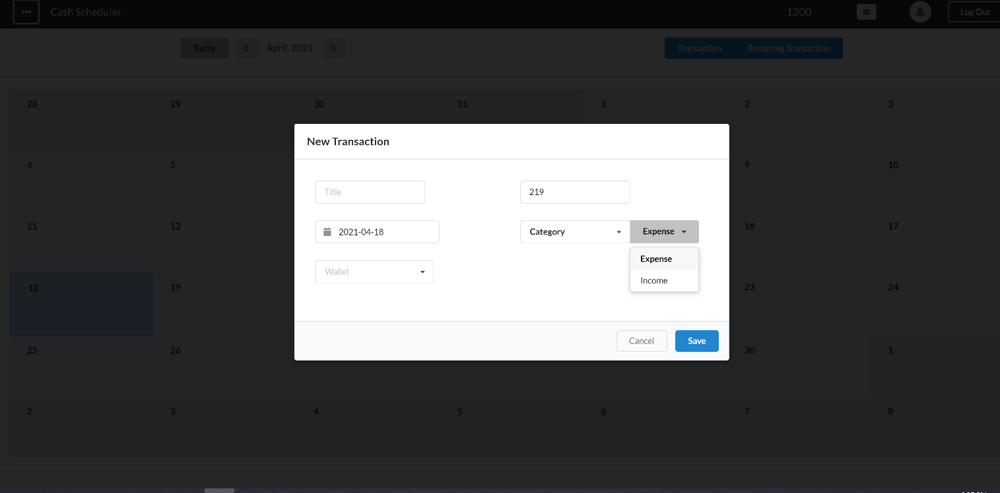 Cash Scheduler 1200 Log Out
Today April, 2021 Transaction Recurring Transaction
28 29 30 31 1 2 3
New Transaction
4 5 9 10
Title 219
11 12 16 17
2021-04-18 Category Expense
Expense
Wallet
Income
18 19 23 24
Cancel Save
25 26 30 1
2 3 4 5 6 7 8